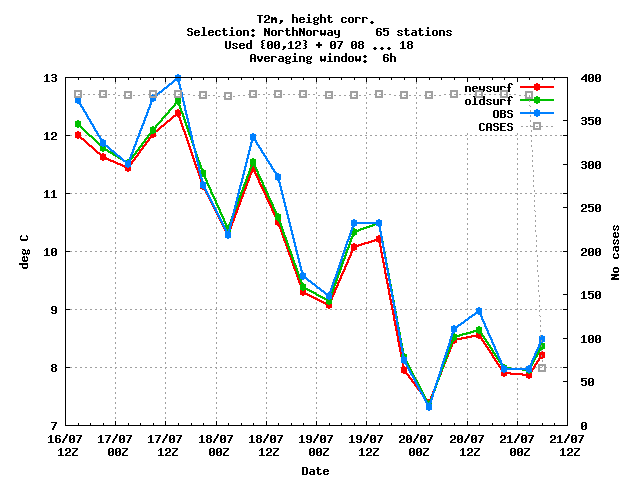 T2m, height corr.
Selection: NorthNorway     65 stations
Used {00,12} + 07 08 ... 18
Averaging window:  6h
newsurf
oldsurf
OBS
CASES
13
12
11
10
9
8
7
deg C
400
350
300
250
200
150
100
50
0
No cases
16/07 17/07 17/07 18/07 18/07 19/07 19/07 20/07 20/07 21/07 21/07
12Z 00Z 12Z 00Z 12Z 00Z 12Z 00Z 12Z 00Z 12Z
Date